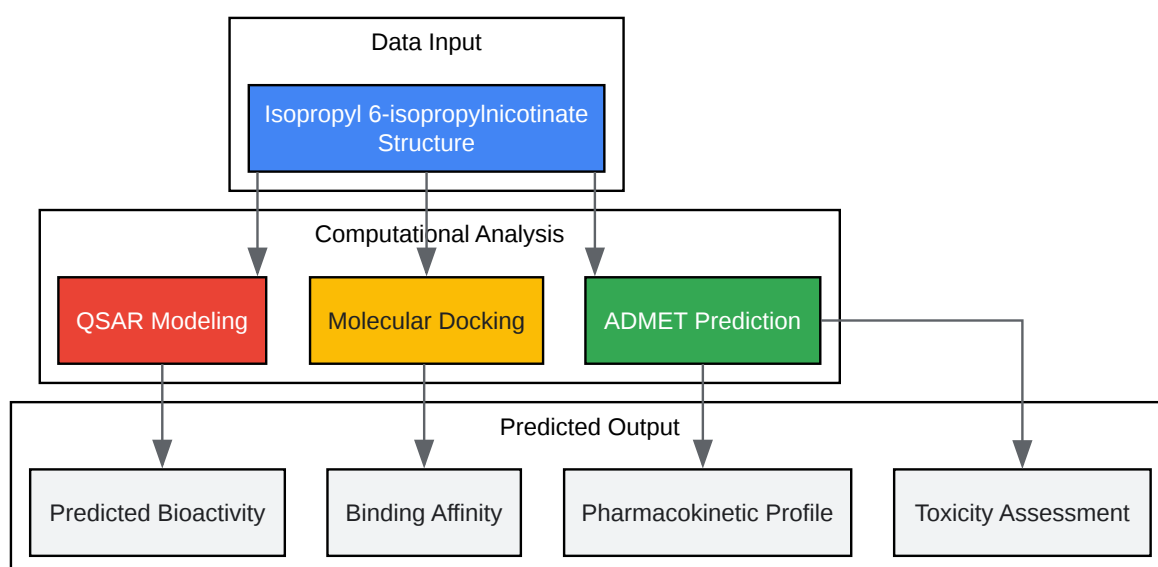 Data Input
Isopropyl 6-isopropylnicotinate
Structure
Computational Analysis
QSAR Modeling
Molecular Docking
ADMET Prediction
Predicted Output
Predicted Bioactivity
Binding Affinity
Pharmacokinetic Profile
Toxicity Assessment